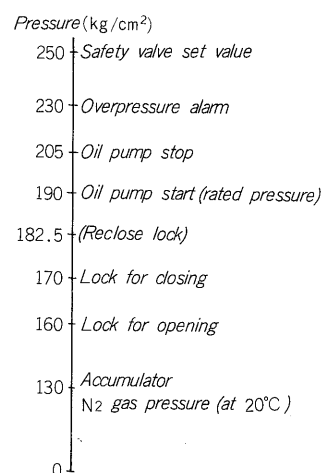 Pressure (kg/cm²)
250 Safety valve set value
230 Overpressure alarm
205 Oil pump stop
190 Oil pump start (rated pressure)
182.5 (Reclose lock)
170 Lock for closing
160 Lock for opening
130 Accumulator
N2 gas pressure (at 20°C)
0